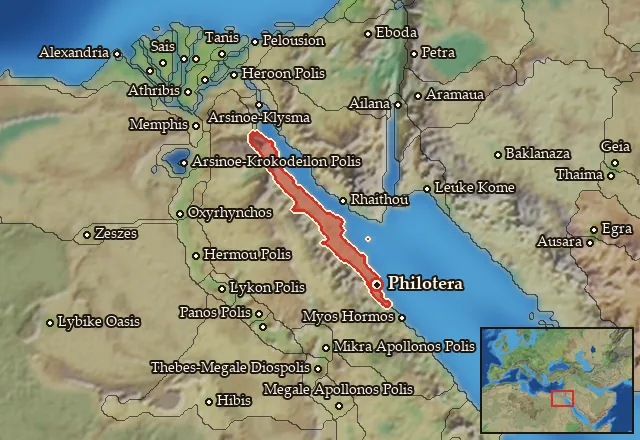 Tanis
Eboda
Sais
Pelousion
Alexandria
Petra
Heroon Polis
Athribis
Aramaua
Ailana
Arsinoe-Klysma
Memphis
Geia
Baklanaza
Arsinoe-Krokodeilon Polis
Thaima
Leuke Kome
Rhaithou
Oxyrhynchos
Egra
Zeszes
Ausara
Hermou Polis
Philotera
Lykon Polis
Panos Polis
Myos Hormos
Lybike Oasis
Mikra Apollonos Polis
Thebes-Megale Diospolis
Megale Apollonos Polis
Hibis